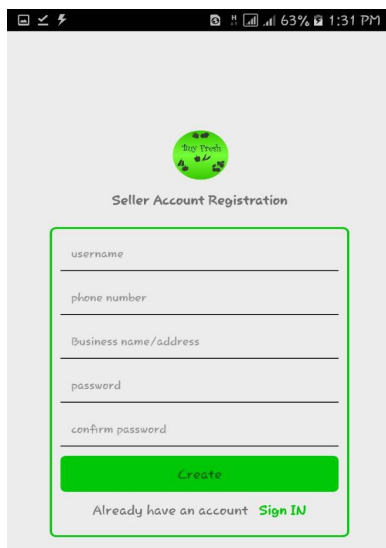 63% 1:31 PM
Buy Fresh
Seller Account Registration
username
phone number
Business name/address
password
confirm password
Create
Already have an account Sign IN